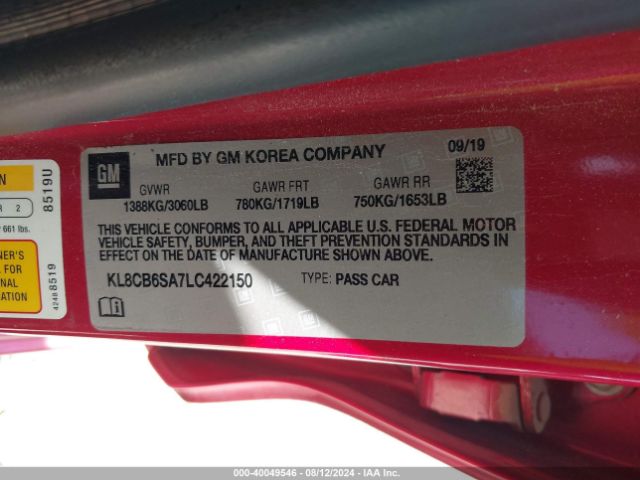 GM
MFD BY GM KOREA COMPANY
09/19
GVWR
GAWR FRT
GAWR RR
1388KG/3060LB
780KG/1719LB
750KG/1653LB
THIS VEHICLE CONFORMS TO ALL APPLICABLE U.S. FEDERAL MOTOR
VEHICLE SAFETY, BUMPER, AND THEFT PREVENTION STANDARDS IN
EFFECT ON THE DATE OF MANUFACTURE SHOWN ABOVE.
KL8CB6SA7LC422150
TYPE: PASS CAR
N
R 2
661 lbs.
NER'S
FOR
NAL
ATION
8519U
4248 8519
000-40049546 - 08/12/2024 - IAA Inc.